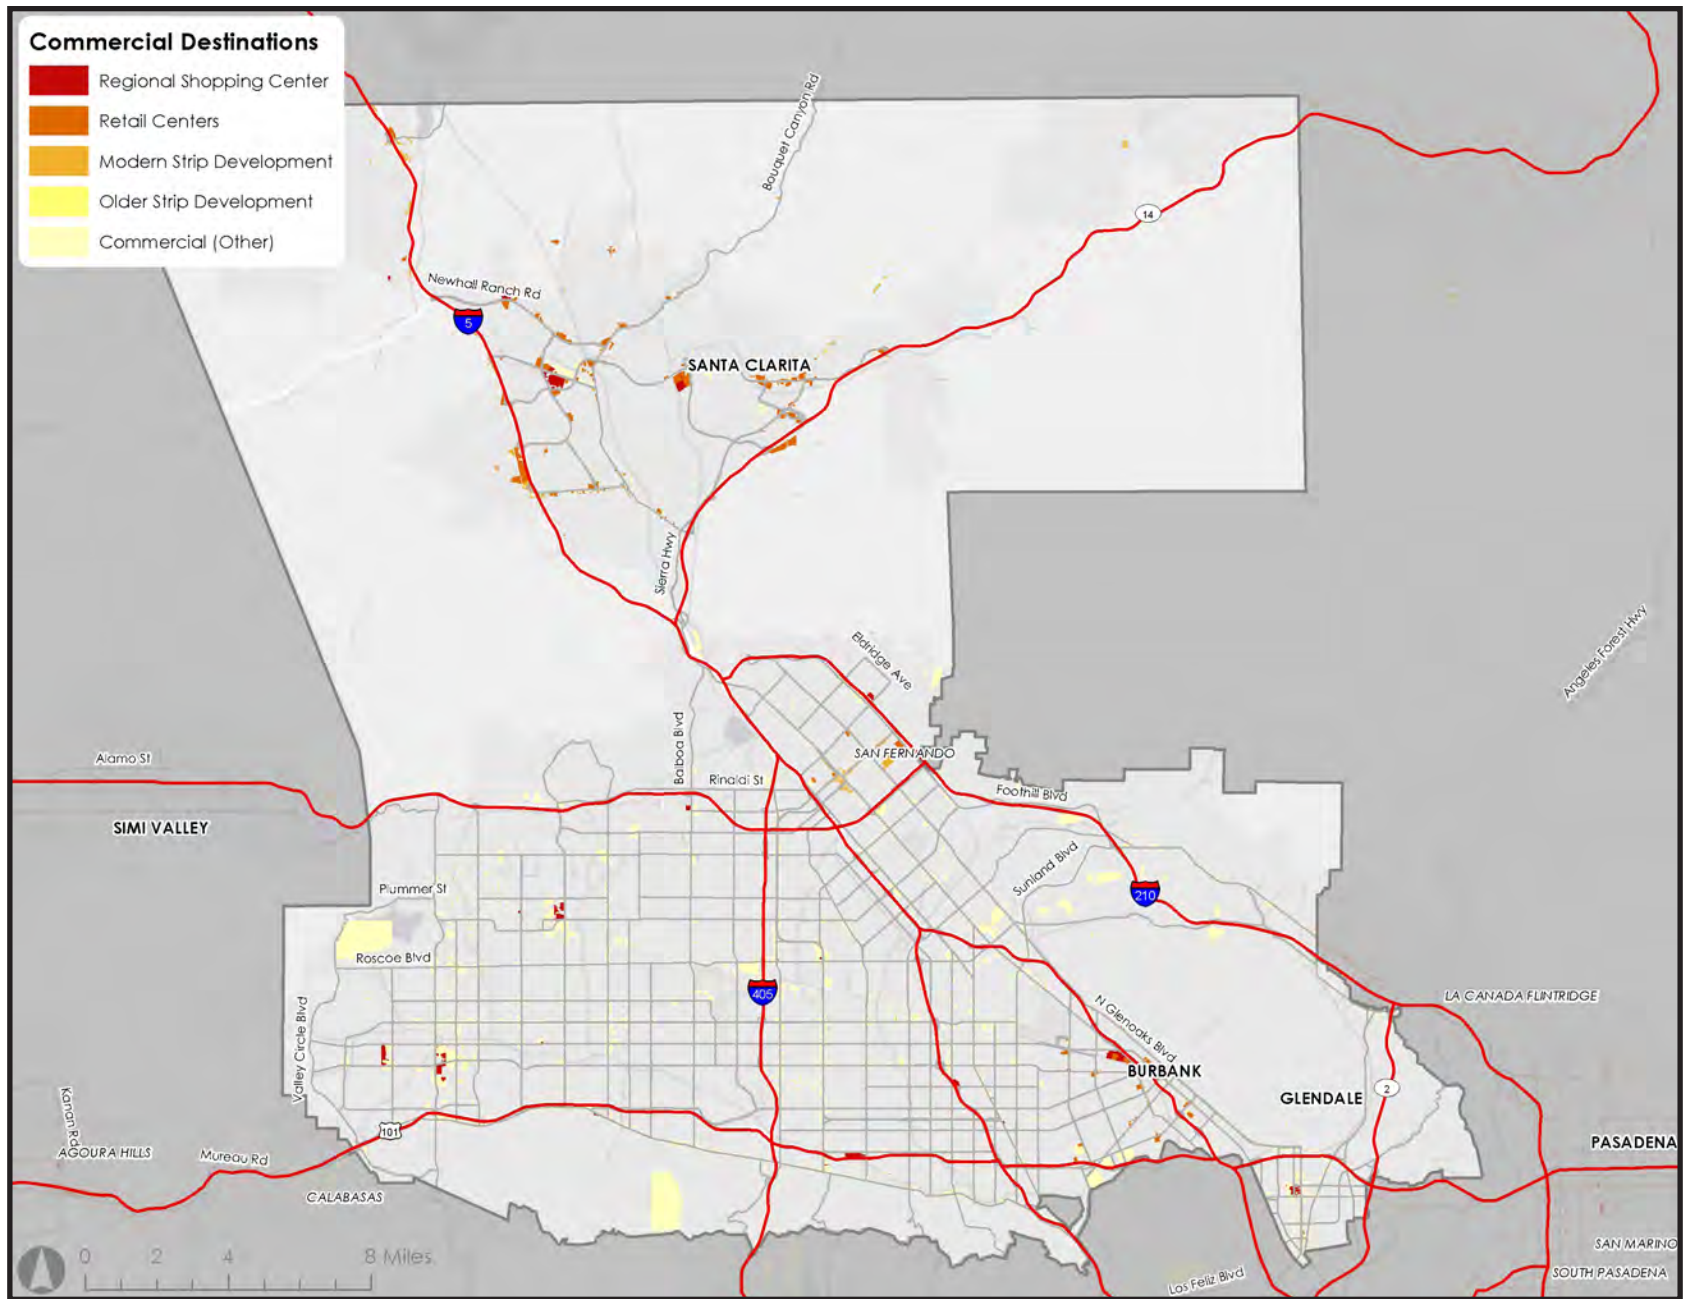 Commercial Destinations
Regional Shopping Center
Retail Centers
Modern Strip Development
Older Strip Development
Commercial (Other)
Bouquet Canyon Rd
14
Newhall Ranch Rd
5
SANTA CLARITA
Sierra Hwy
Eldridge Ave
Angeles Forest Hwy
Balboa Blvd
SAN FERNANDO
Alamo St
Rinaldi St
Foothill Blvd
SIMI VALLEY
Sunland Blvd
Plummer St
210
Roscoe Blvd
405
LA CANADA FLINTRIDGE
Valley Circle Blvd
N Glenoaks Blvd
BURBANK
2
GLENDALE
Kanan Rd
101
PASADENA
AGOURA HILLS
Mureau Rd
CALABASAS
SAN MARINO
0 2 4 8 Miles
Los Feliz Blvd
SOUTH PASADENA